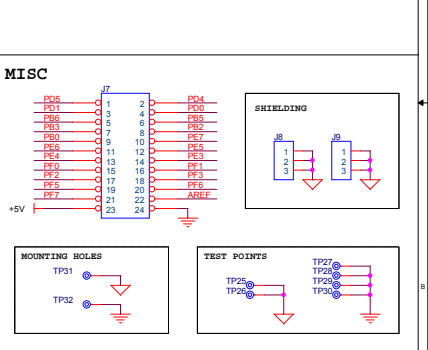 MISC
J7
PD5 1 2 PD4
PD1 3 4 PD0
PB6 5 6 PB5
PB3 7 8 PB2
PB0 9 10 PE7
PE6 11 12 PE5
PE4 13 14 PE3
PF0 15 16 PF1
PF2 17 18 PF3
PF5 19 20 PF6
PF7 21 22 AREF
+5V 23 24
SHIELDING
J8 J9
1 1
2 2
3 3
MOUNTING HOLES
TP31
TP32
TEST POINTS
TP27
TP28
TP25 TP29
TP26 TP30
B